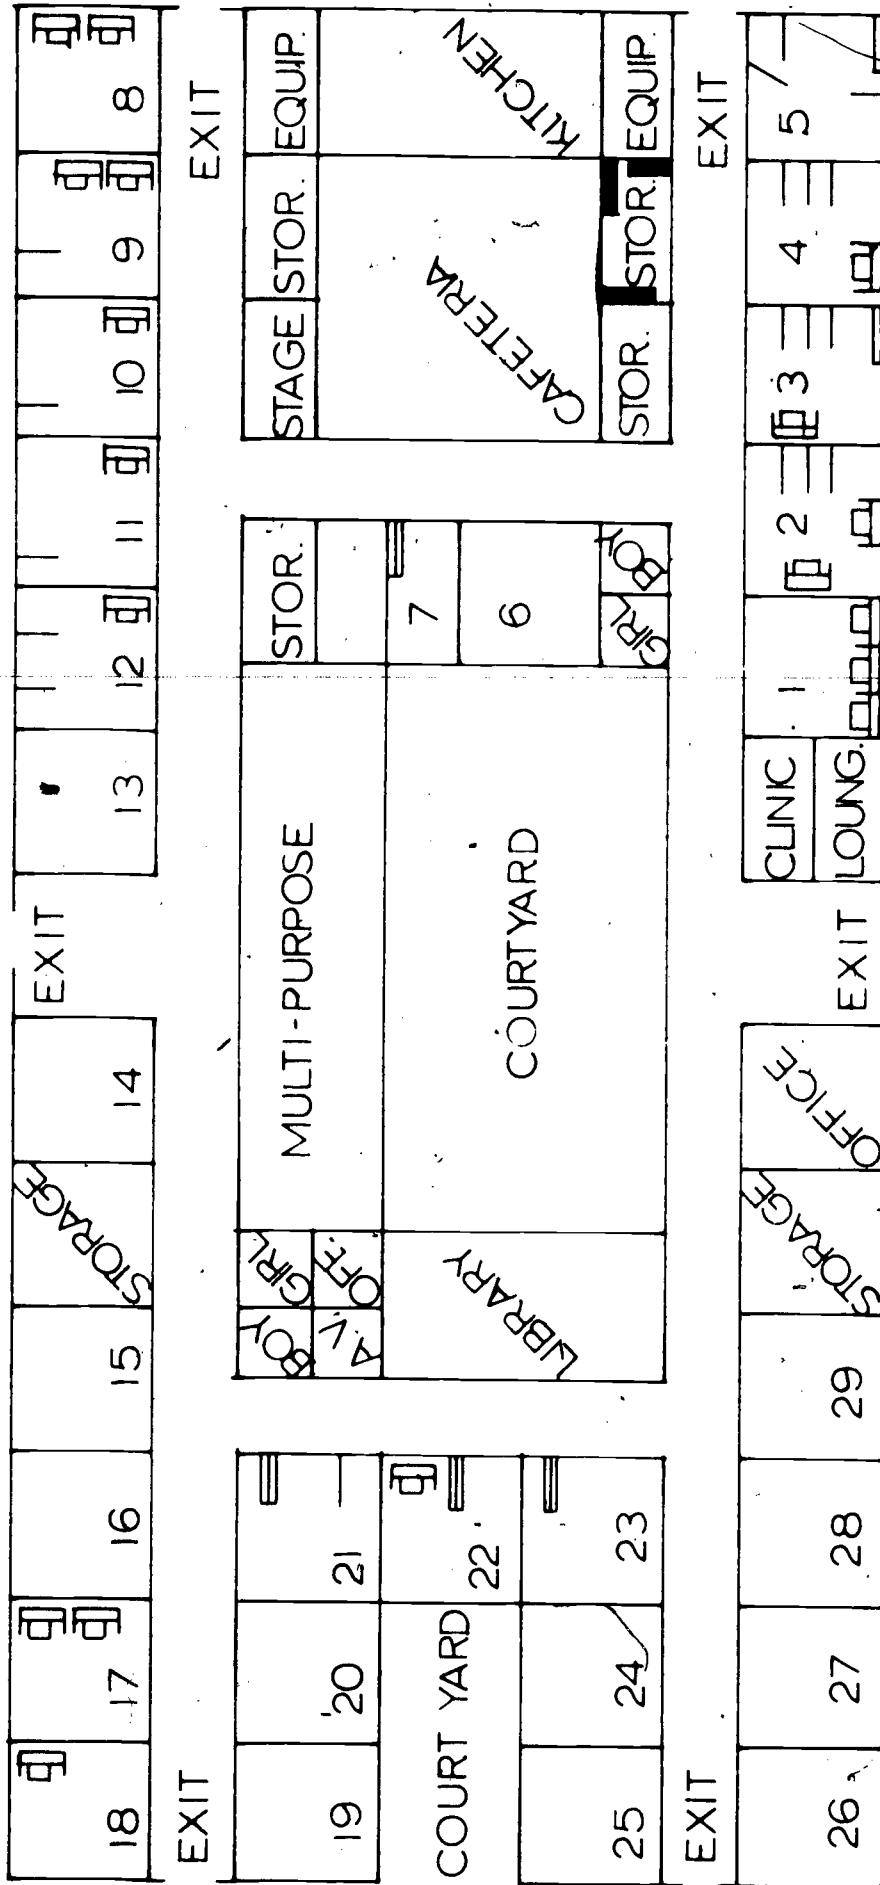 8
9
10
11
12
13
EXIT
14
STORAGE
15
16
17
18
EXIT
EXIT
EQUIP.
STOR.
STAGE
KITCHEN
CAFETERIA
EQUIP.
STOR.
STOR.
STOR.
7
6
BOY
GIRL
MULTI-PURPOSE
COURTYARD
GIRL
BOY
OFF.
A.V.
LIBRARY
21
22
23
20
COURT YARD
24
19
25
EXIT
EXIT
5
4
3
2
1
CLINIC
LOUNG.
EXIT
OFFICE
STORAGE
29
28
27
26